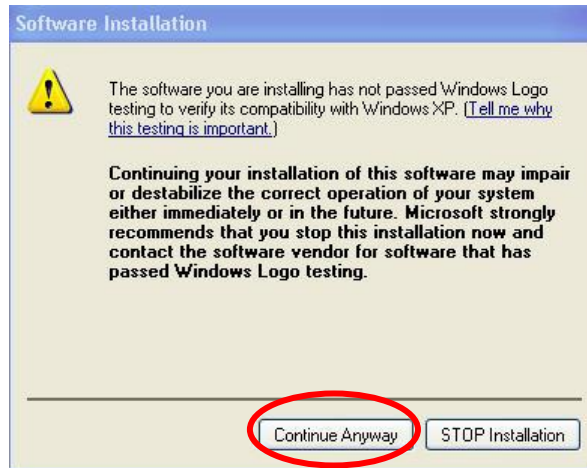 Software Installation
The software you are installing has not passed Windows Logo
testing to verify its compatibility with Windows XP. (Tell me why
this testing is important.)
Continuing your installation of this software may impair
or destabilize the correct operation of your system
either immediately or in the future. Microsoft strongly
recommends that you stop this installation now and
contact the software vendor for software that has
passed Windows Logo testing.
Continue Anyway
STOP Installation